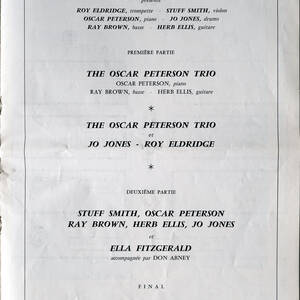 présente
ROY ELDRIDGE, trompette - STUFF SMITH, violon
OSCAR PETERSON, piano - JO JONES, drums
RAY BROWN, basse - HERB ELLIS, guitare
PREMIÈRE PARTIE
THE OSCAR PETERSON TRIO
OSCAR PETERSON, piano
RAY BROWN, basse - HERB ELLIS, guitare
*
THE OSCAR PETERSON TRIO
et
JO JONES - ROY ELDRIDGE
*
DEUXIÈME PARTIE
STUFF SMITH, OSCAR PETERSON
RAY BROWN, HERB ELLIS, JO JONES
et
ELLA FITZGERALD
accompagnée par DON ABNEY
FINAL